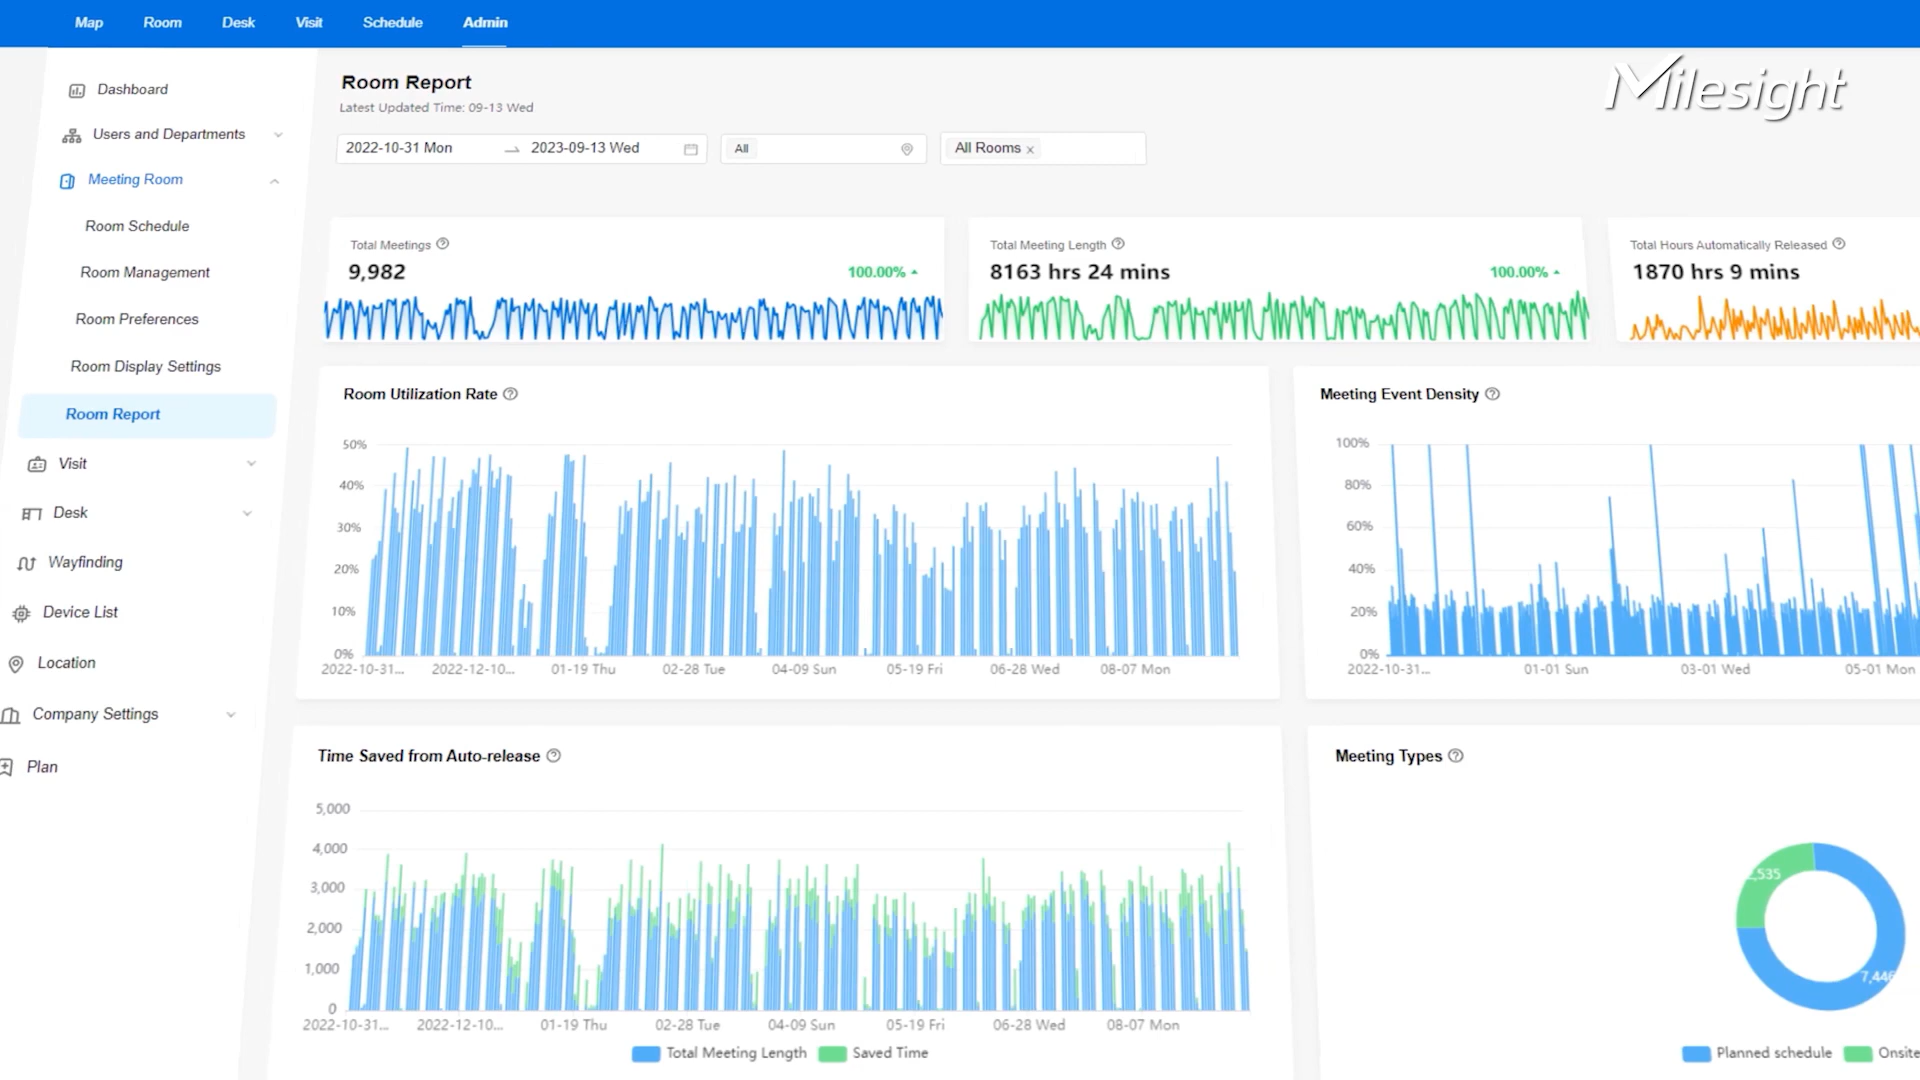 Map Room Desk Visit Schedule Admin
Milesight
Dashboard
Users and Departments
Meeting Room
Room Schedule
Room Management
Room Preferences
Room Display Settings
Room Report
Visit
Desk
Wayfinding
Device List
Location
Company Settings
Plan
Room Report
Latest Updated Time: 09-13 Wed
2022-10-31 Mon 2023-09-13 Wed All All Rooms x
Total Meetings
9,982 100.00%
Total Meeting Length
8163 hrs 24 mins 100.00%
Total Hours Automatically Released
1870 hrs 9 mins
Room Utilization Rate
50%
40%
30%
20%
10%
0%
2022-10-31... 2022-12-10... 01-19 Thu 02-28 Tue 04-09 Sun 05-19 Fri 06-28 Wed 08-07 Mon
Meeting Event Density
100%
80%
60%
40%
20%
0%
2022-10-31... 01-01 Sun 03-01 Wed 05-01 Mon
Time Saved from Auto-release
5,000
4,000
3,000
2,000
1,000
0
2022-10-31... 2022-12-10... 01-19 Thu 02-28 Tue 04-09 Sun 05-19 Fri 06-28 Wed 08-07 Mon
Total Meeting Length Saved Time
Meeting Types
2,535
7,446
Planned schedule Onsite